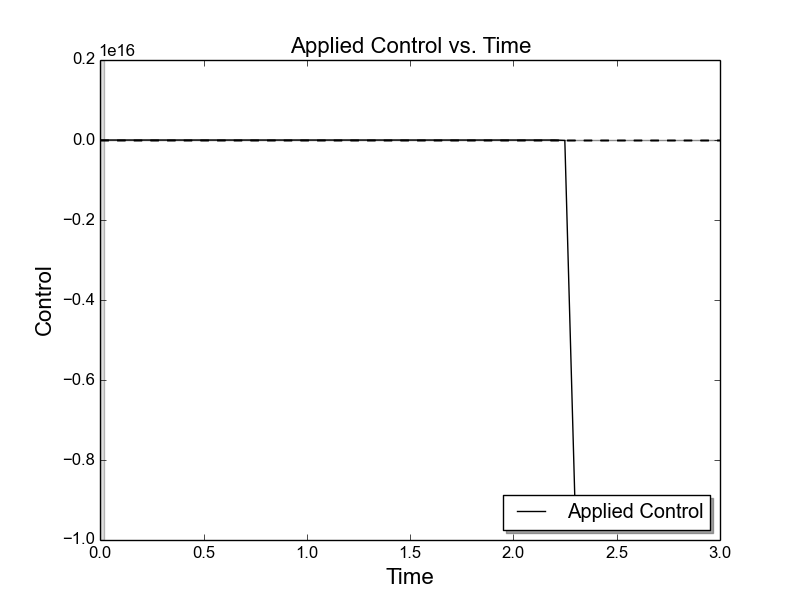 Applied Control vs. Time
1e16
0.2
0.0
−0.2
−0.4
−0.6
−0.8
−1.0
Control
Applied Control
0.0 0.5 1.0 1.5 2.0 2.5 3.0
Time